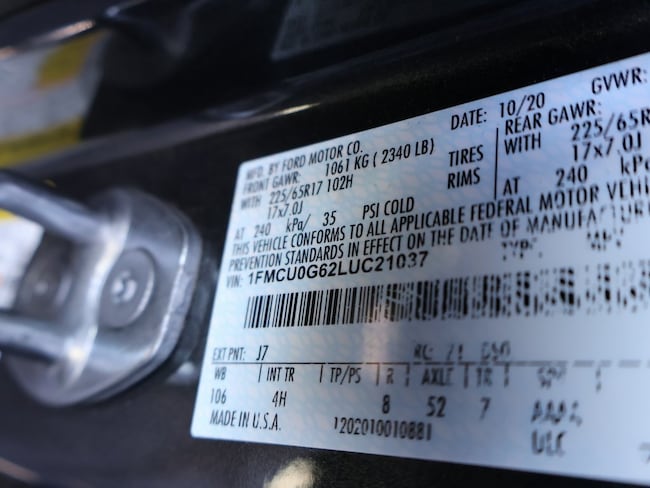 MFD. BY FORD MOTOR CO.
DATE: 10/20
GVWR:
FRONT GAWR: 1061 KG ( 2340 LB)
REAR GAWR:
WITH 225/65R17 102H TIRES WITH 225/65R
17x7.0J RIMS 17x7.0J
AT 240 kPa/ 35 PSI COLD AT 240 kPa
THIS VEHICLE CONFORMS TO ALL APPLICABLE FEDERAL MOTOR VEHI
PREVENTION STANDARDS IN EFFECT ON THE DATE OF MANUFACTURE
VIN: 1FMCU0G62LUC21037
EXT PNT: J7
WB INT TR TP/PS R AXLE TR
106 4H 8 52 7
MADE IN U.S.A. 1202010010881